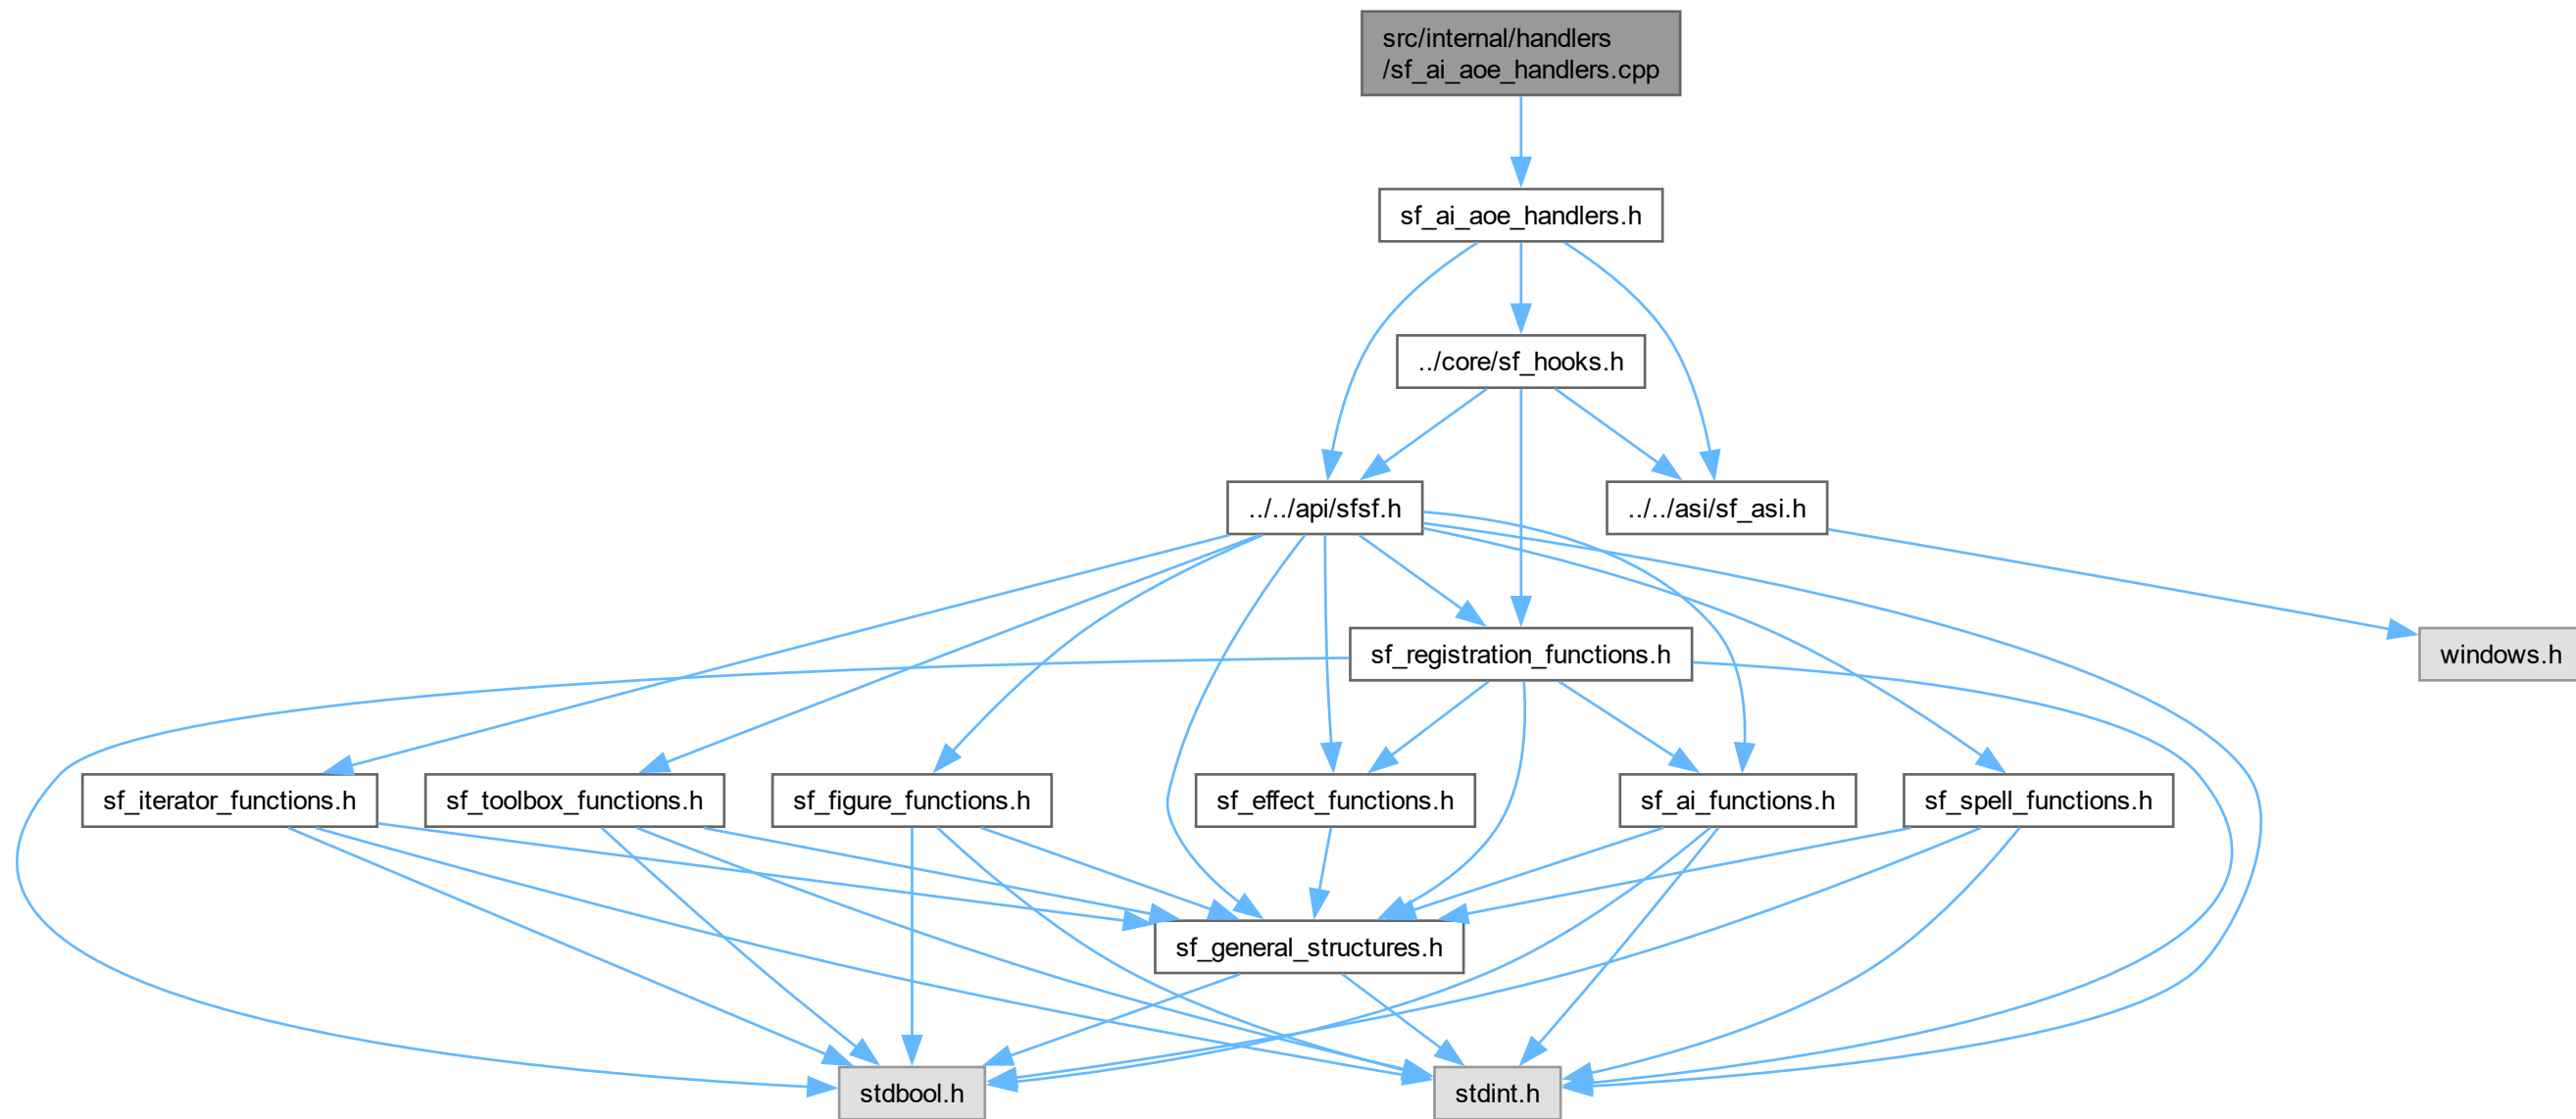 src/internal/handlers
/sf_ai_aoe_handlers.cpp
sf_ai_aoe_handlers.h
../core/sf_hooks.h
../../api/sfsf.h
../../asi/sf_asi.h
sf_registration_functions.h
windows.h
sf_iterator_functions.h
sf_toolbox_functions.h
sf_figure_functions.h
sf_effect_functions.h
sf_ai_functions.h
sf_spell_functions.h
sf_general_structures.h
stdbool.h
stdint.h